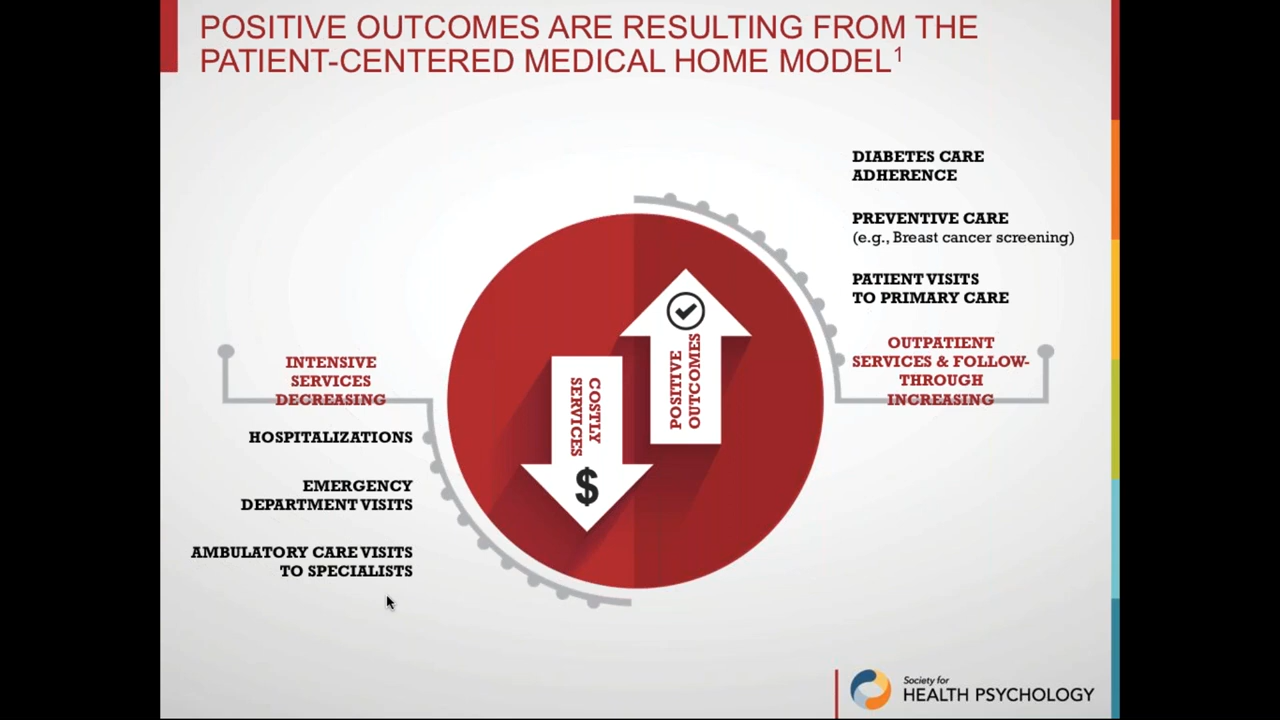 POSITIVE OUTCOMES ARE RESULTING FROM THE
PATIENT-CENTERED MEDICAL HOME MODEL1
DIABETES CARE
ADHERENCE
PREVENTIVE CARE
(e.g., Breast cancer screening)
PATIENT VISITS
TO PRIMARY CARE
OUTPATIENT
SERVICES & FOLLOW-
THROUGH
INCREASING
POSITIVE
OUTCOMES
COSTLY
SERVICES
$
INTENSIVE
SERVICES
DECREASING
HOSPITALIZATIONS
EMERGENCY
DEPARTMENT VISITS
AMBULATORY CARE VISITS
TO SPECIALISTS
Society for
HEALTH PSYCHOLOGY